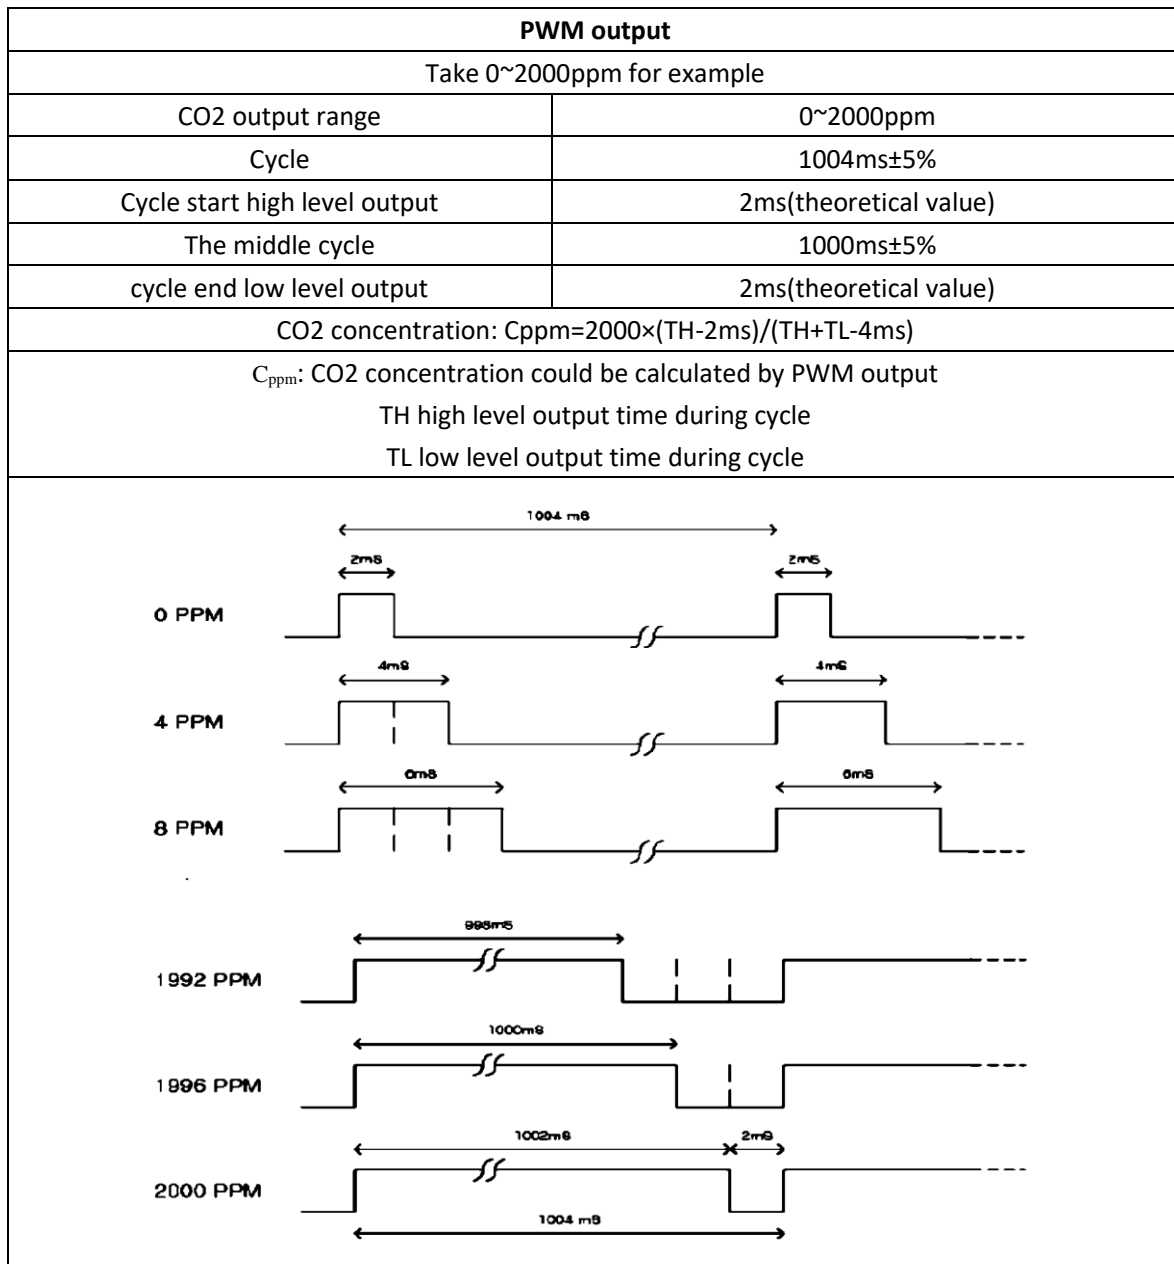 PWM output
Take 0~2000ppm for example
CO2 output range 0~2000ppm
Cycle 1004ms±5%
Cycle start high level output 2ms(theoretical value)
The middle cycle 1000ms±5%
cycle end low level output 2ms(theoretical value)
CO2 concentration: Cppm=2000×(TH-2ms)/(TH+TL-4ms)
Cppm: CO2 concentration could be calculated by PWM output
TH high level output time during cycle
TL low level output time during cycle
1004 mS
2mS 2mS
0 PPM
4mS 4mS
4 PPM
6mS 6mS
8 PPM
998mS
1992 PPM
1000mS
1996 PPM
1002mS 2mS
2000 PPM
1004 mS